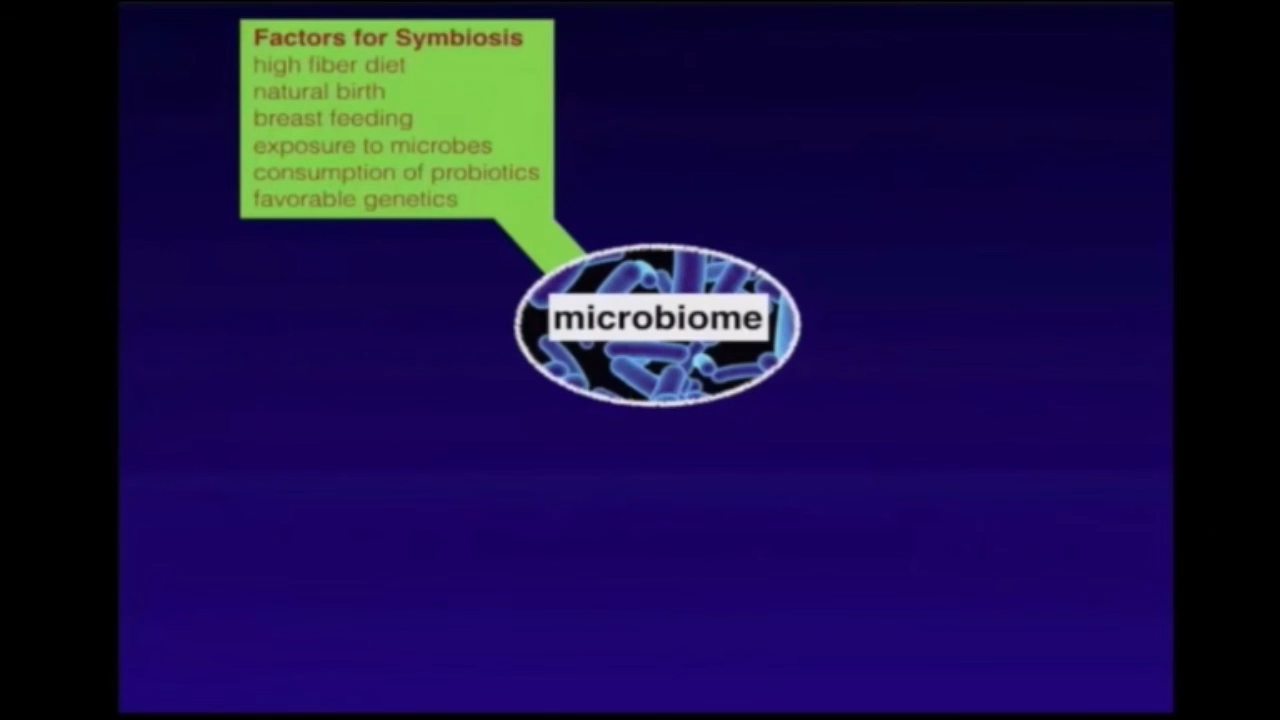 Factors for Symbiosis
high fiber diet
natural birth
breast feeding
exposure to microbes
consumption of probiotics
favorable genetics
microbiome